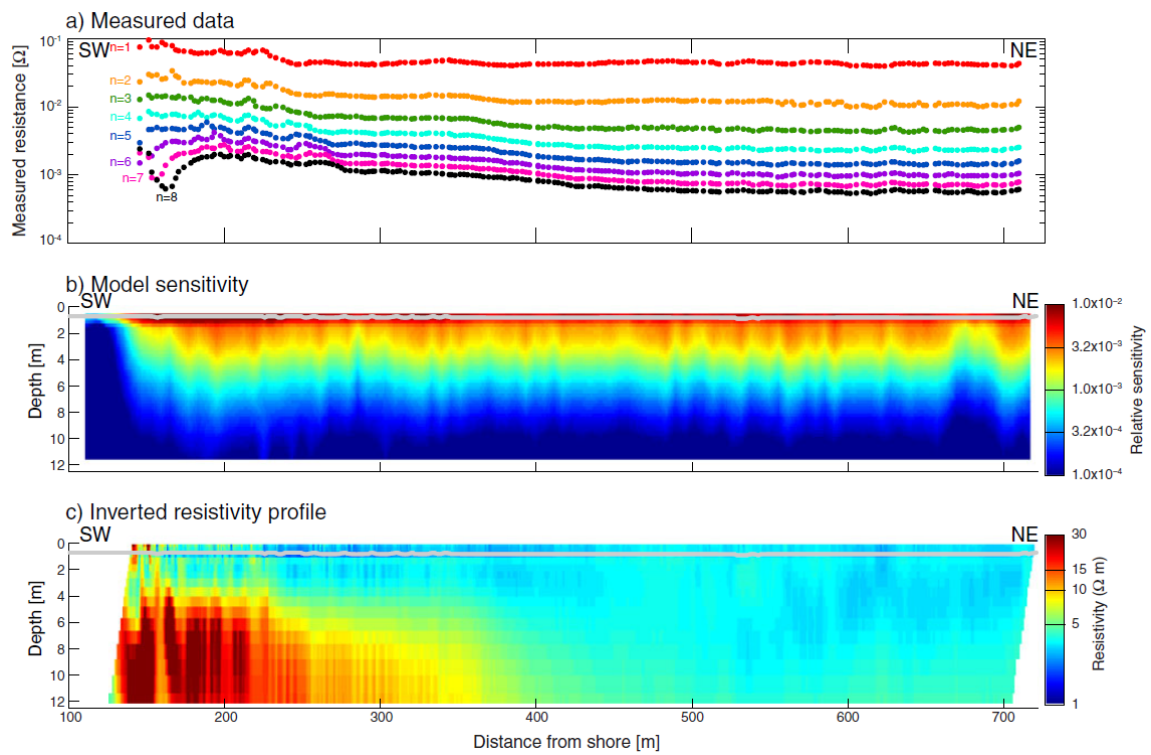 a) Measured data
SW
NE
Measured resistance [Ω]
10⁻¹
10⁻²
10⁻³
10⁻⁴
n=1
n=2
n=3
n=4
n=5
n=6
n=7
n=8
b) Model sensitivity
SW
NE
Depth [m]
0
2
4
6
8
10
12
1.0x10⁻²
3.2x10⁻³
1.0x10⁻³
3.2x10⁻⁴
1.0x10⁻⁴
Relative sensitivity
c) Inverted resistivity profile
SW
NE
Depth [m]
0
2
4
6
8
10
12
30
15
10
5
1
Resistivity (Ω m)
100 200 300 400 500 600 700
Distance from shore [m]